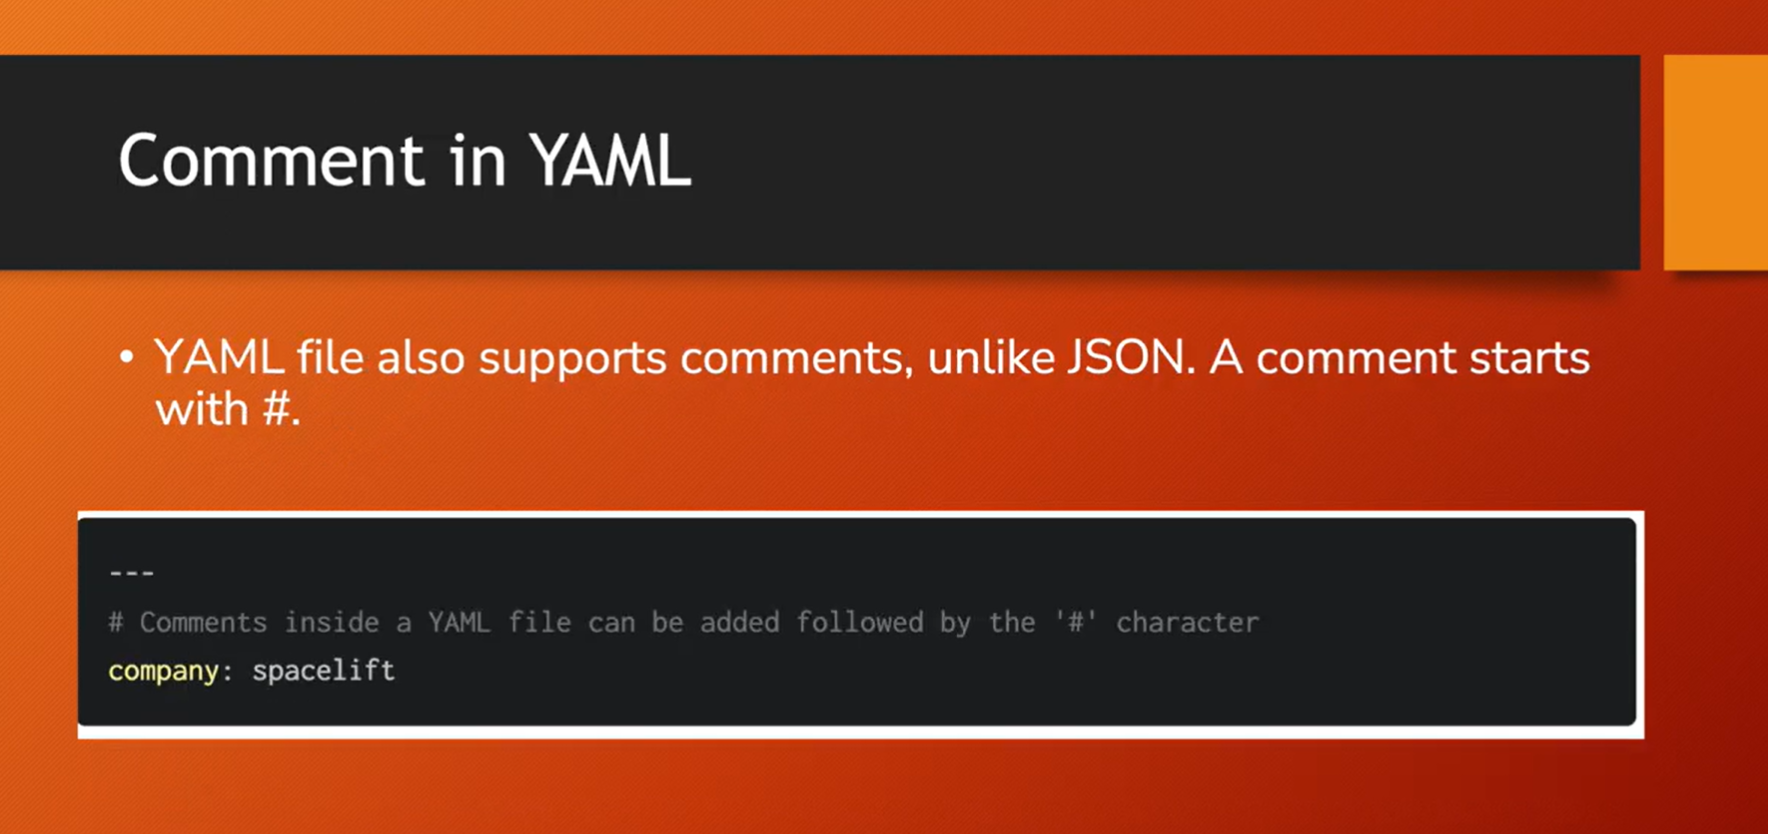 Comment in YAML
• YAML file also supports comments, unlike JSON. A comment starts
with #.
---
# Comments inside a YAML file can be added followed by the '#' character
company: spacelift